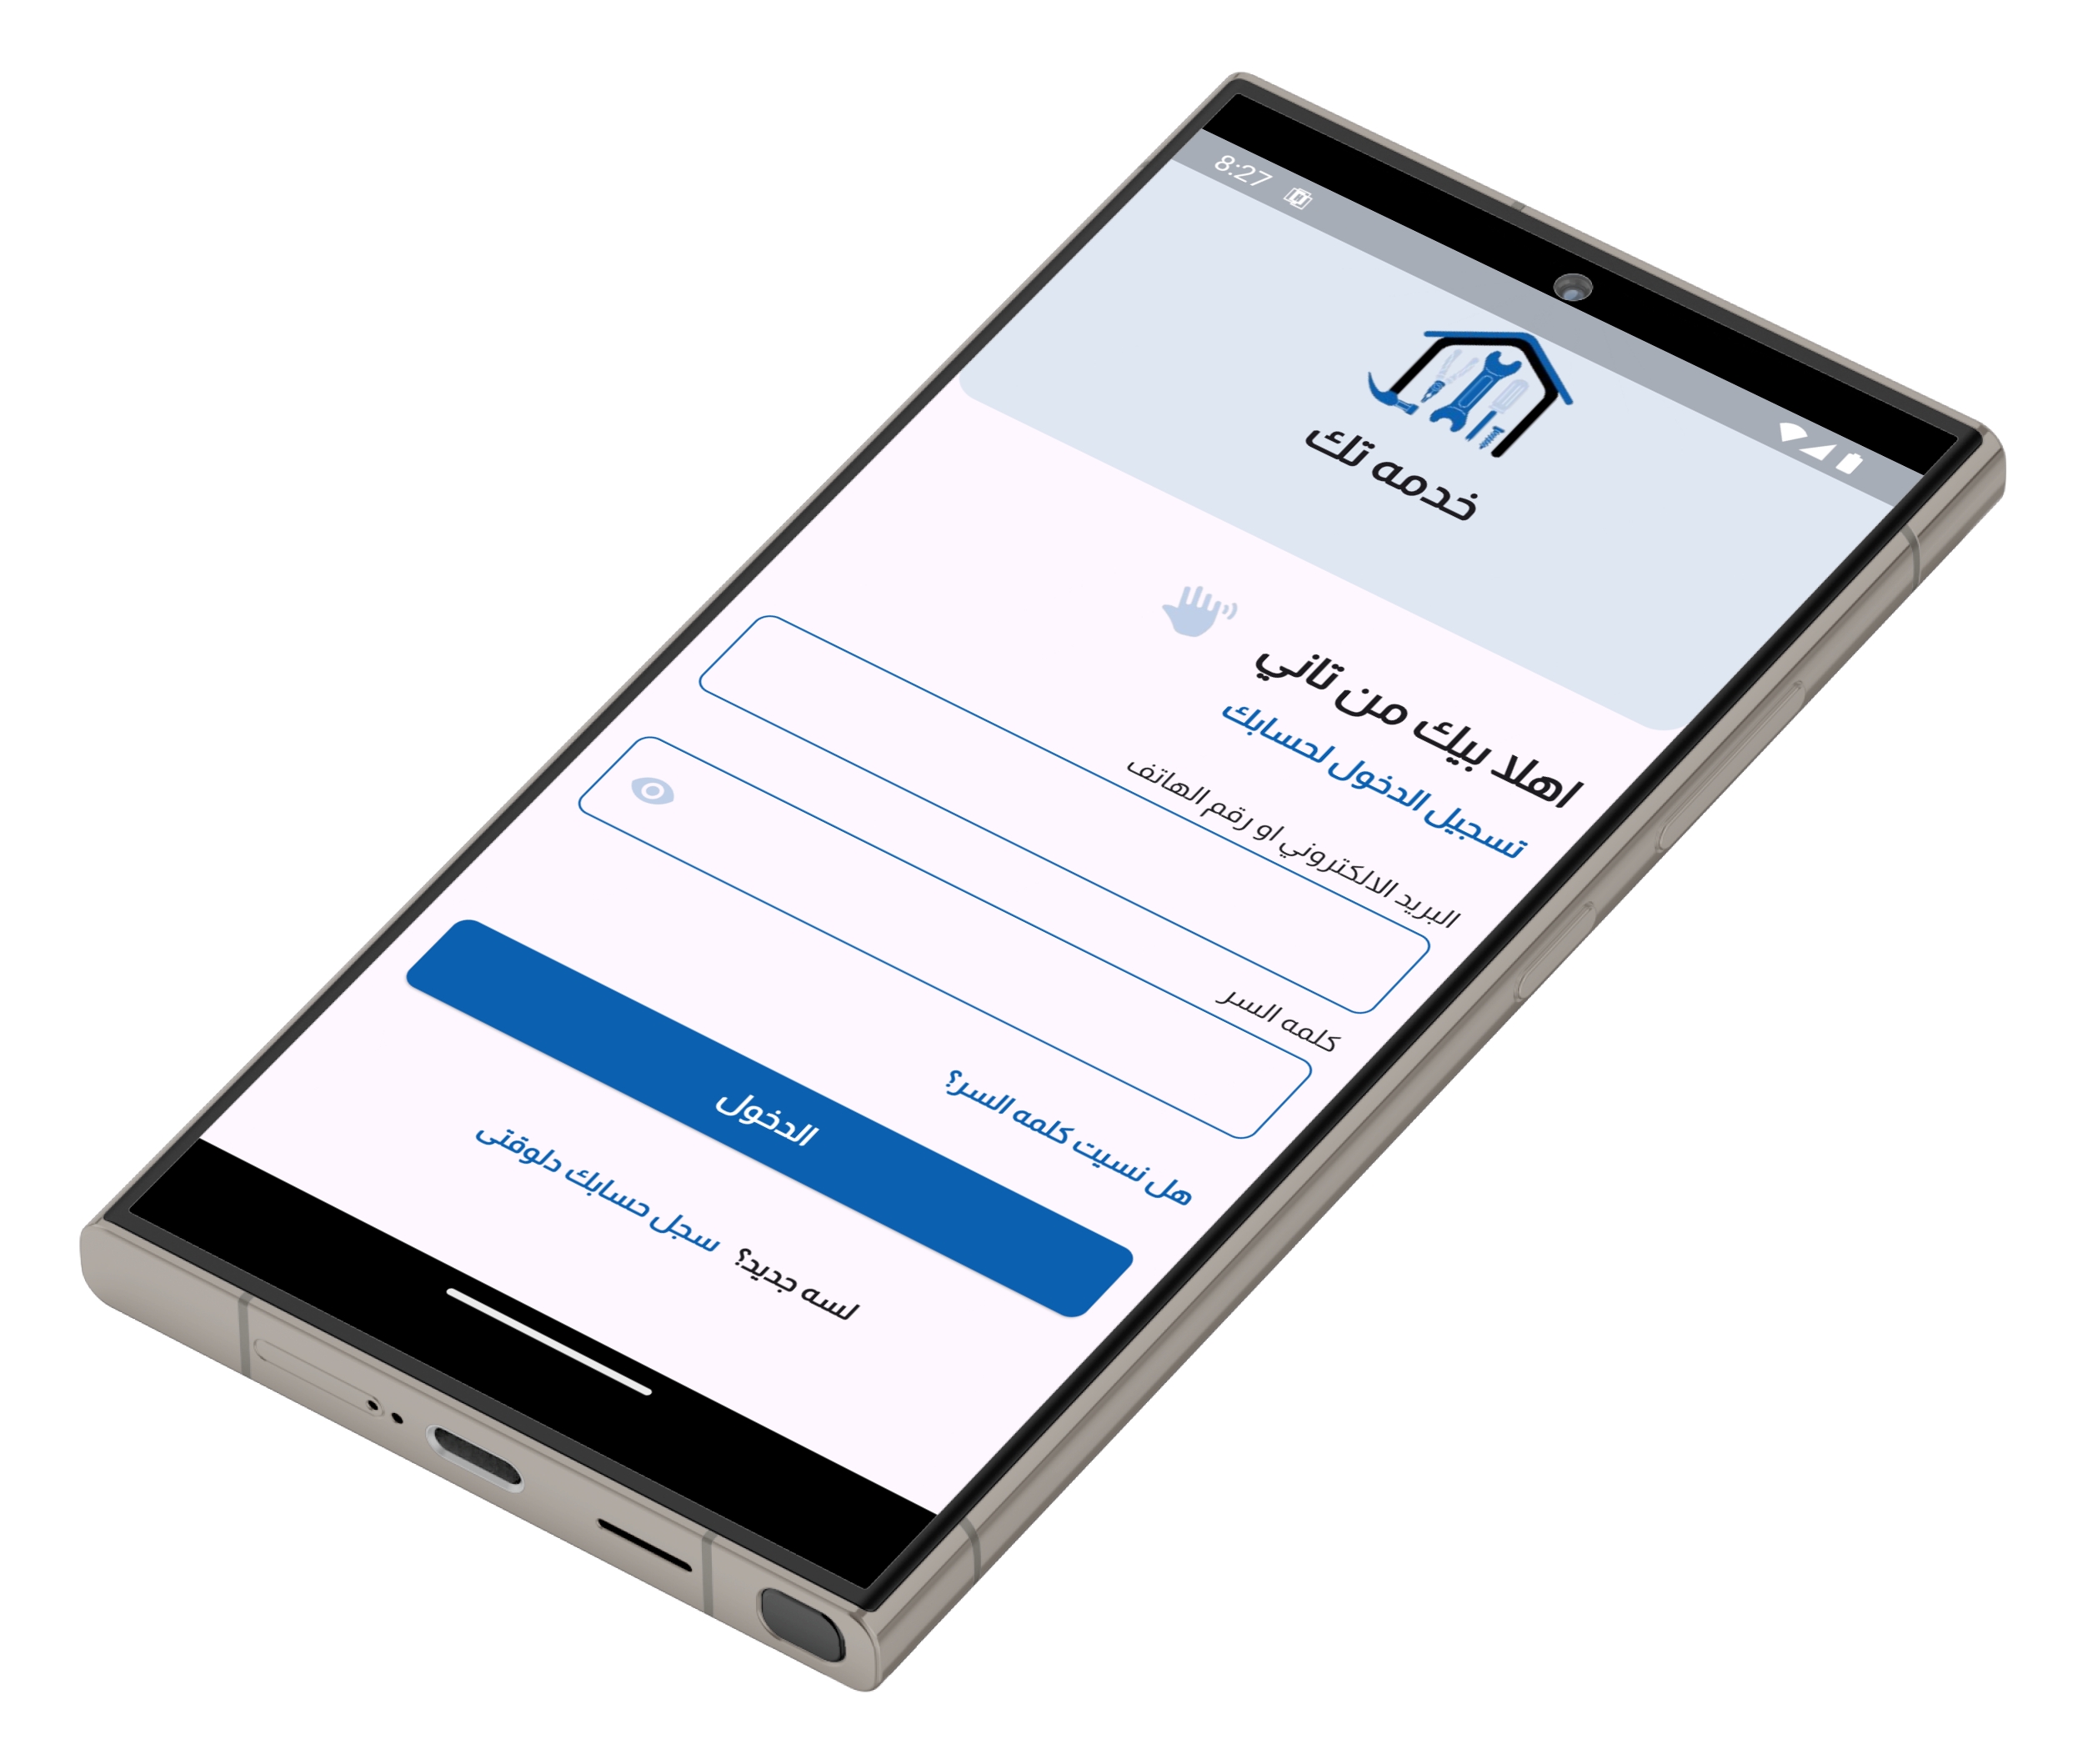 8:27
خدمه تك
اهلا بيك من تاني
تسجيل الدخول لحسابك
البريد الالكتروني او رقم الهاتف
كلمه السر
هل نسيت كلمه السر؟
الدخول
لسه جديد؟ سجل حسابك دلوقتى